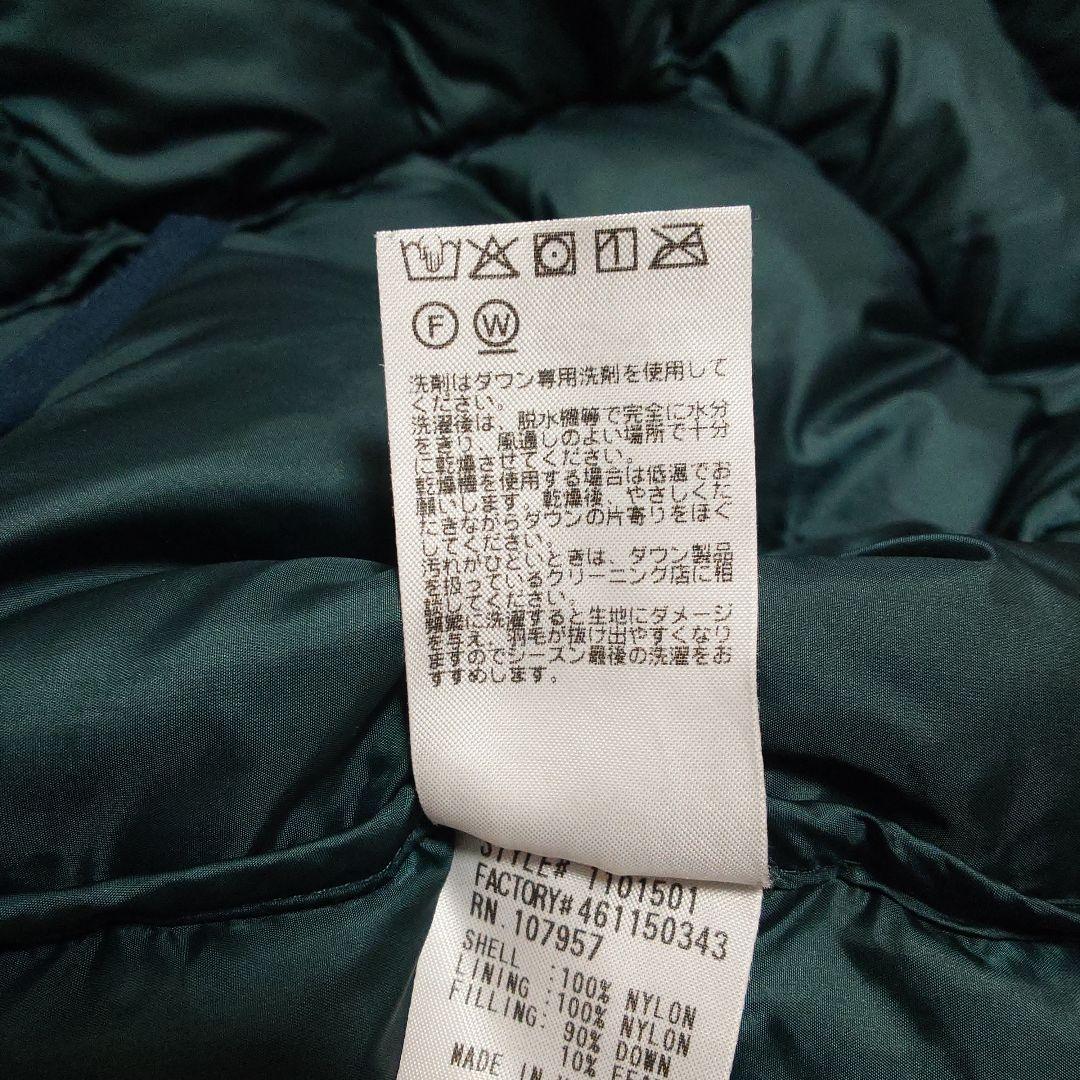 F W
洗剤はダウン専用洗剤を使用して
ください。
洗濯後は、脱水機等で完全に水分
をきり、風通しのよい場所で十分
に乾燥させてください。
乾燥機を使用する場合は低温でお
願いします。乾燥後、やさしくた
たきながらダウンの片寄りをほぐ
してください。
汚れがひどいときは、ダウン製品
を扱っているクリーニング店に相
談してください。
頻繁に洗濯すると生地にダメージ
を与え、羽毛が抜け出やすくなり
ますのでシーズン最後の洗濯をお
すすめします。
STYLE# 1101501
FACTORY#4611150343
RN.107957
SHELL :100% NYLON
LINING :100% NYLON
FILLING: 90% DOWN
10%
MADE IN